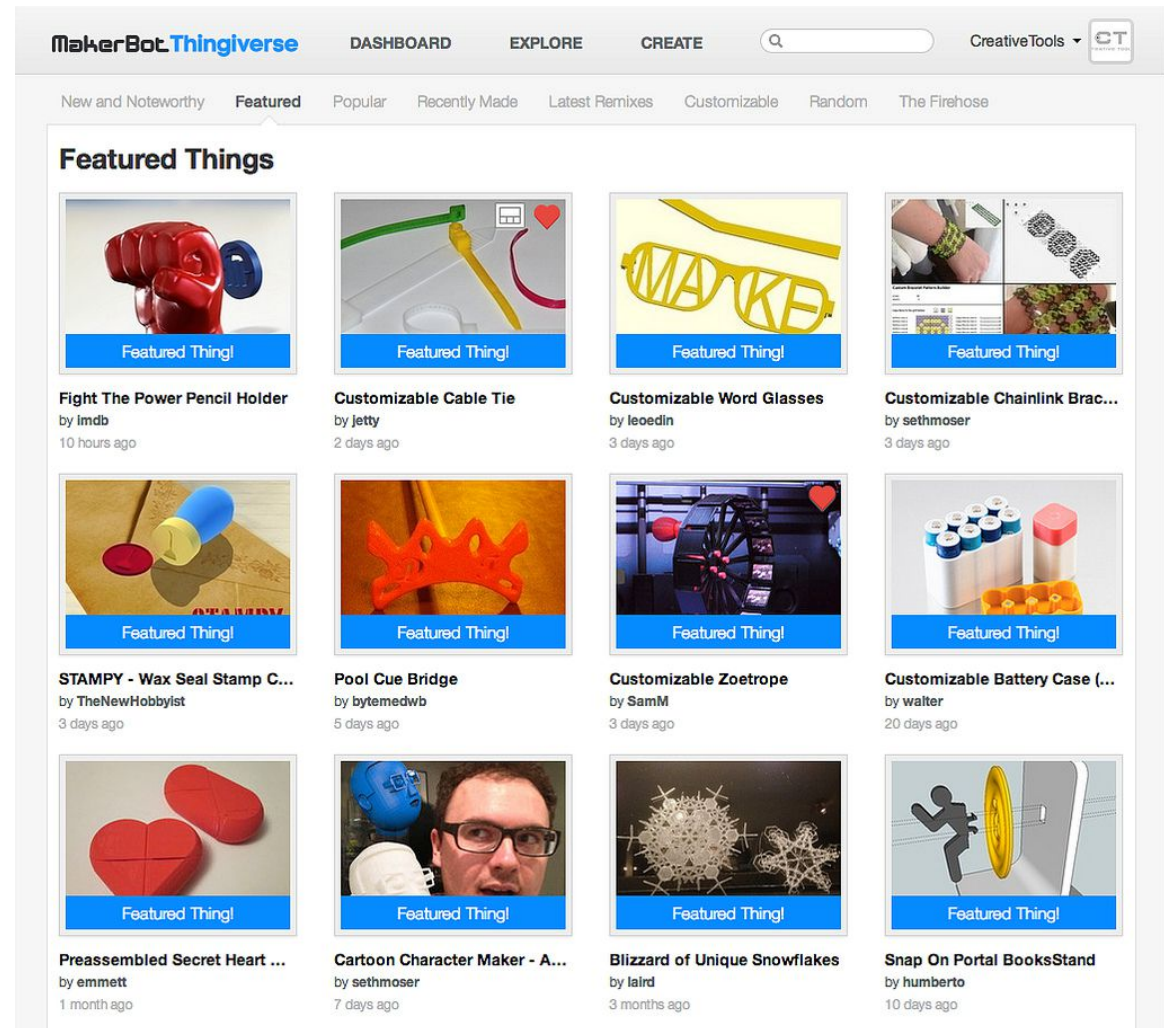 MakerBot Thingiverse DASHBOARD EXPLORE CREATE CreativeTools CT
New and Noteworthy Featured Popular Recently Made Latest Remixes Customizable Random The Firehose
Featured Things
MAKE
Featured Thing! Featured Thing! Featured Thing! Featured Thing!
Fight The Power Pencil Holder Customizable Cable Tie Customizable Word Glasses Customizable Chainlink Brac...
by imdb by jetty by leoedin by sethmoser
10 hours ago 2 days ago 3 days ago 3 days ago
STAMPY
Featured Thing! Featured Thing! Featured Thing! Featured Thing!
STAMPY - Wax Seal Stamp C... Pool Cue Bridge Customizable Zoetrope Customizable Battery Case (...
by TheNewHobbyist by bytemedwb by SamM by walter
3 days ago 5 days ago 3 days ago 20 days ago
Featured Thing! Featured Thing! Featured Thing! Featured Thing!
Preassembled Secret Heart ... Cartoon Character Maker - A... Blizzard of Unique Snowflakes Snap On Portal BooksStand
by emmett by sethmoser by laird by humberto
1 month ago 7 days ago 3 months ago 10 days ago